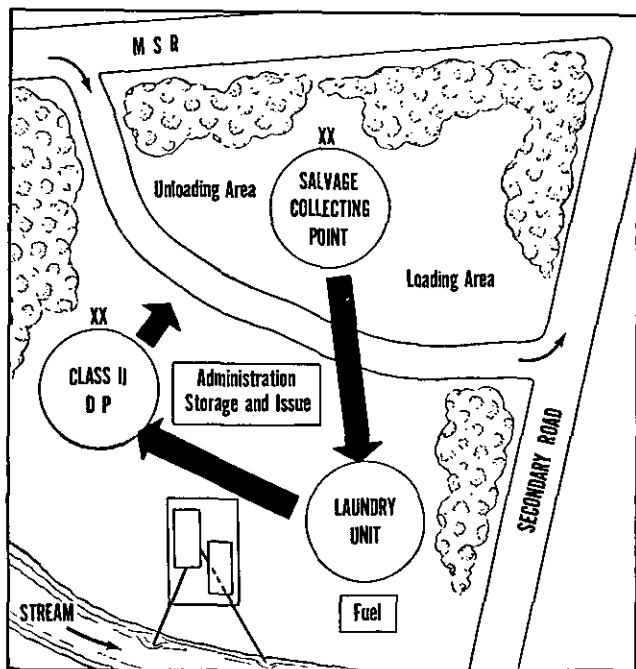 M S R
XX
Unloading Area
SALVAGE
COLLECTING
POINT
Loading Area
XX
CLASS II
D P
Administration
Storage and Issue
LAUNDRY
UNIT
SECONDARY ROAD
STREAM
Fuel